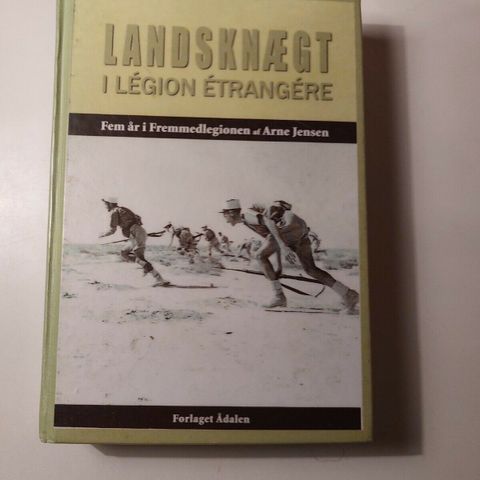 LANDSKNÆGT
I LÉGION ÉTRANGÉRE
Fem år i Fremmedlegionen af Arne Jensen
Forlaget Ådalen